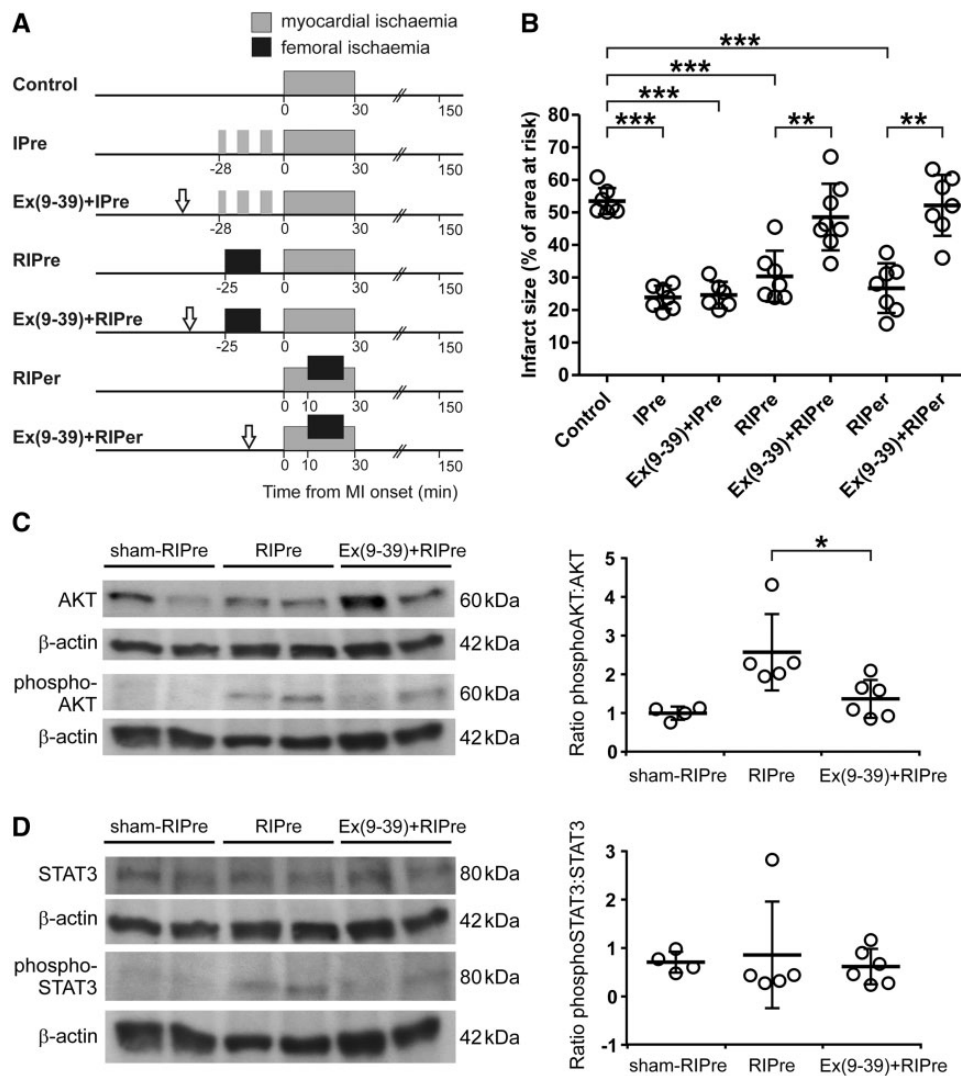 A
myocardial ischaemia
femoral ischaemia
Control
0 30 150
IPre
-28 0 30 150
Ex(9-39)+IPre
-28 0 30 150
RIPre
-25 0 30 150
Ex(9-39)+RIPre
-25 0 30 150
RIPer
0 10 30 150
Ex(9-39)+RIPer
0 10 30 150
Time from MI onset (min)
B
***
***
***
*** ** **
Infarct size (% of area at risk)
80
70
60
50
40
30
20
10
0
Control
IPre
Ex(9-39)+IPre
RIPre
Ex(9-39)+RIPre
RIPer
Ex(9-39)+RIPer
C
sham-RIPre RIPre Ex(9-39)+RIPre
AKT 60 kDa
β-actin 42 kDa
phospho-
AKT 60 kDa
β-actin 42 kDa
Ratio phosphoAKT:AKT
*
5
4
3
2
1
0
sham-RIPre RIPre Ex(9-39)+RIPre
D
sham-RIPre RIPre Ex(9-39)+RIPre
STAT3 80 kDa
β-actin 42 kDa
phospho-
STAT3 80 kDa
β-actin 42 kDa
Ratio phosphoSTAT3:STAT3
3
2
1
0
-1
sham-RIPre RIPre Ex(9-39)+RIPre